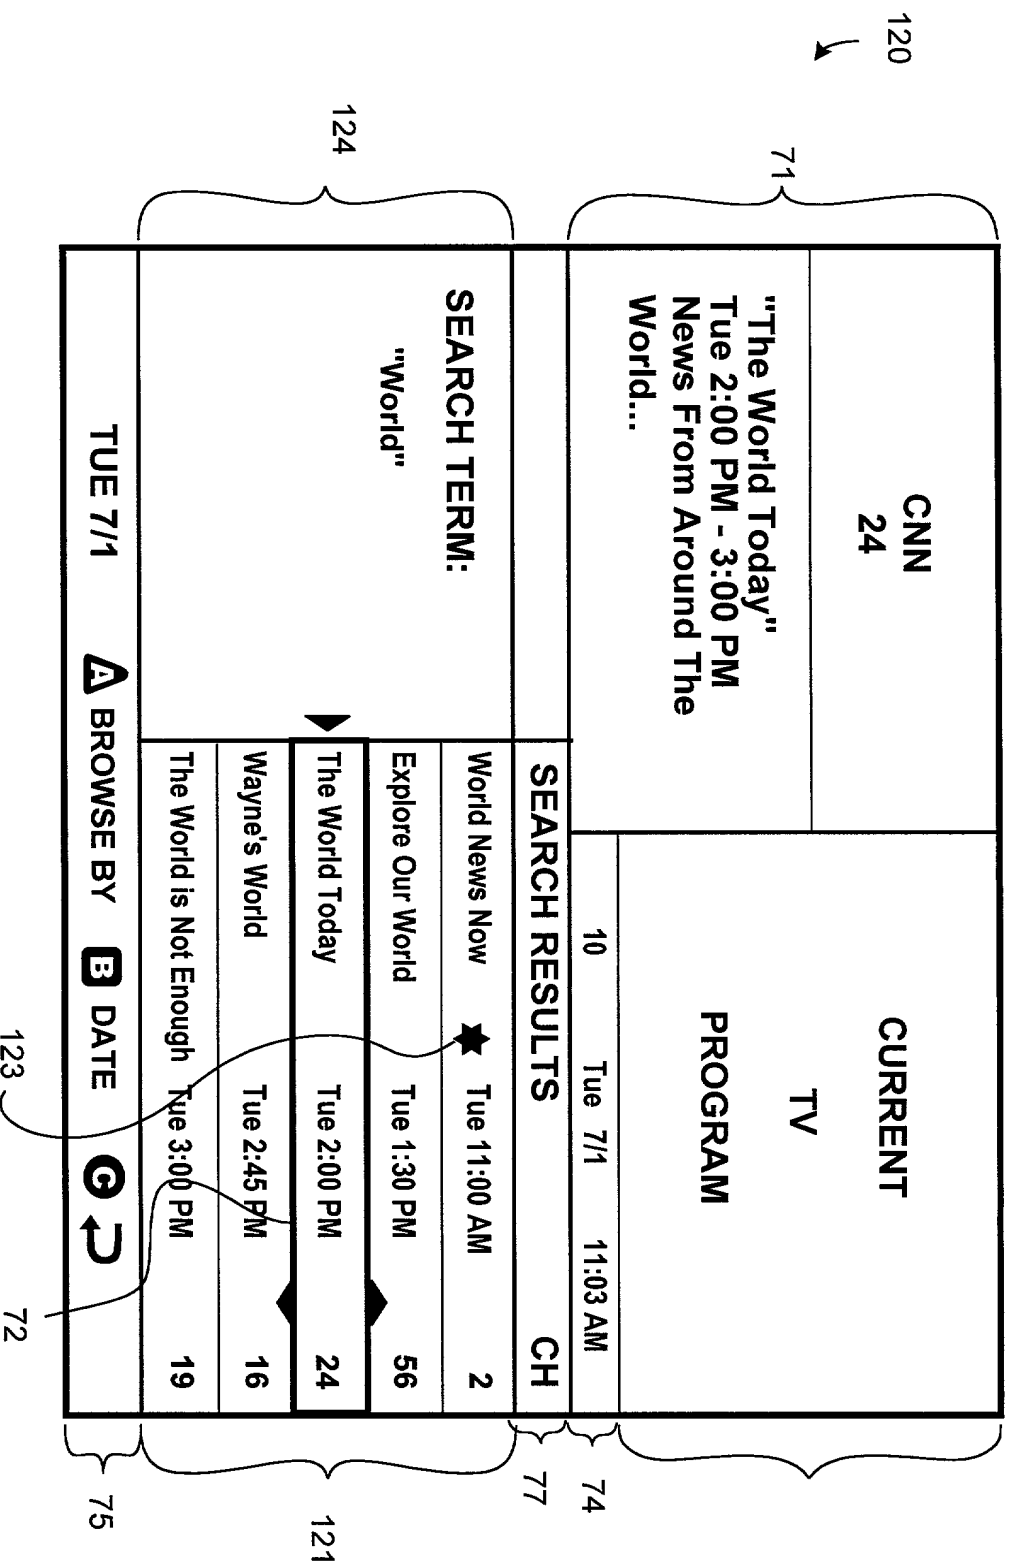 120
71
CNN
24
"The World Today"
Tue 2:00 PM - 3:00 PM
News From Around The
World...
CURRENT
TV
PROGRAM
10 Tue 7/1 11:03 AM
74
SEARCH RESULTS CH
77
124
SEARCH TERM:
"World"
World News Now Tue 11:00 AM 2
Explore Our World Tue 1:30 PM 56
The World Today Tue 2:00 PM 24
Wayne's World Tue 2:45 PM 16
The World is Not Enough Tue 3:00 PM 19
121
TUE 7/1 A BROWSE BY B DATE C
75
123
72